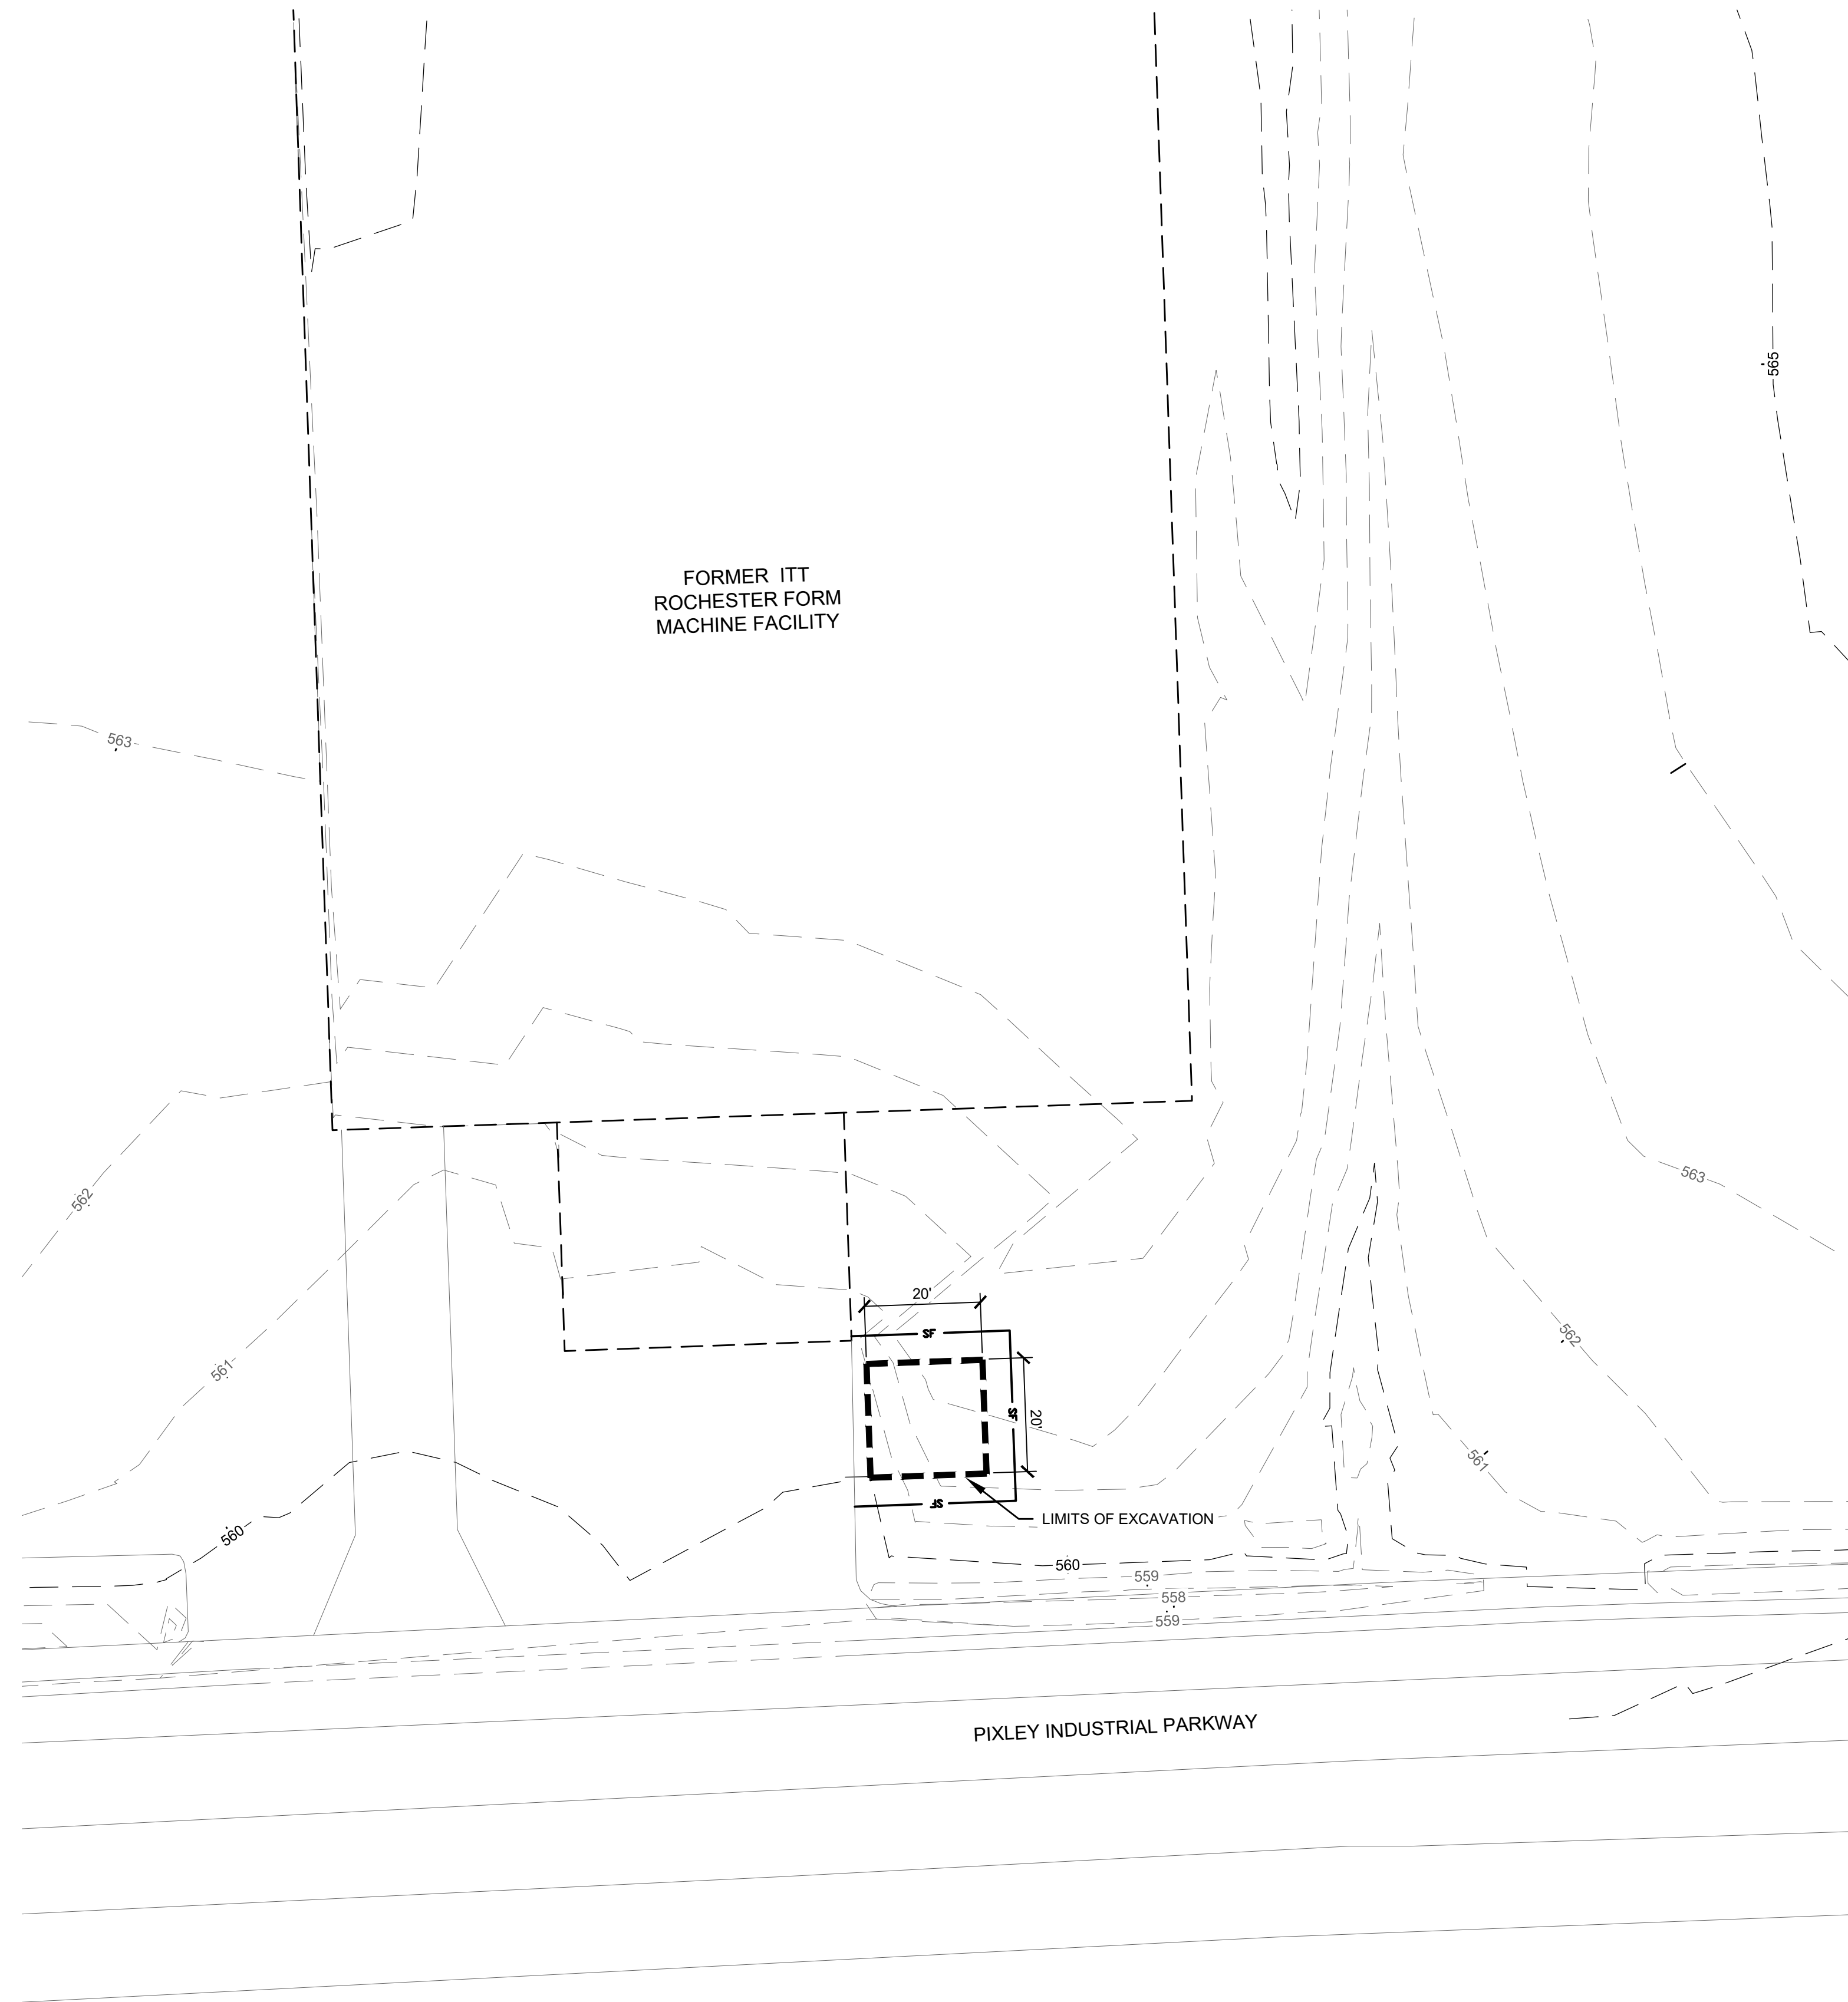 565
FORMER ITT
ROCHESTER FORM
MACHINE FACILITY
563
563
562
20'
SF
562
561
SF
20'
561
SF
LIMITS OF EXCAVATION
560
560
559
558
559
PIXLEY INDUSTRIAL PARKWAY